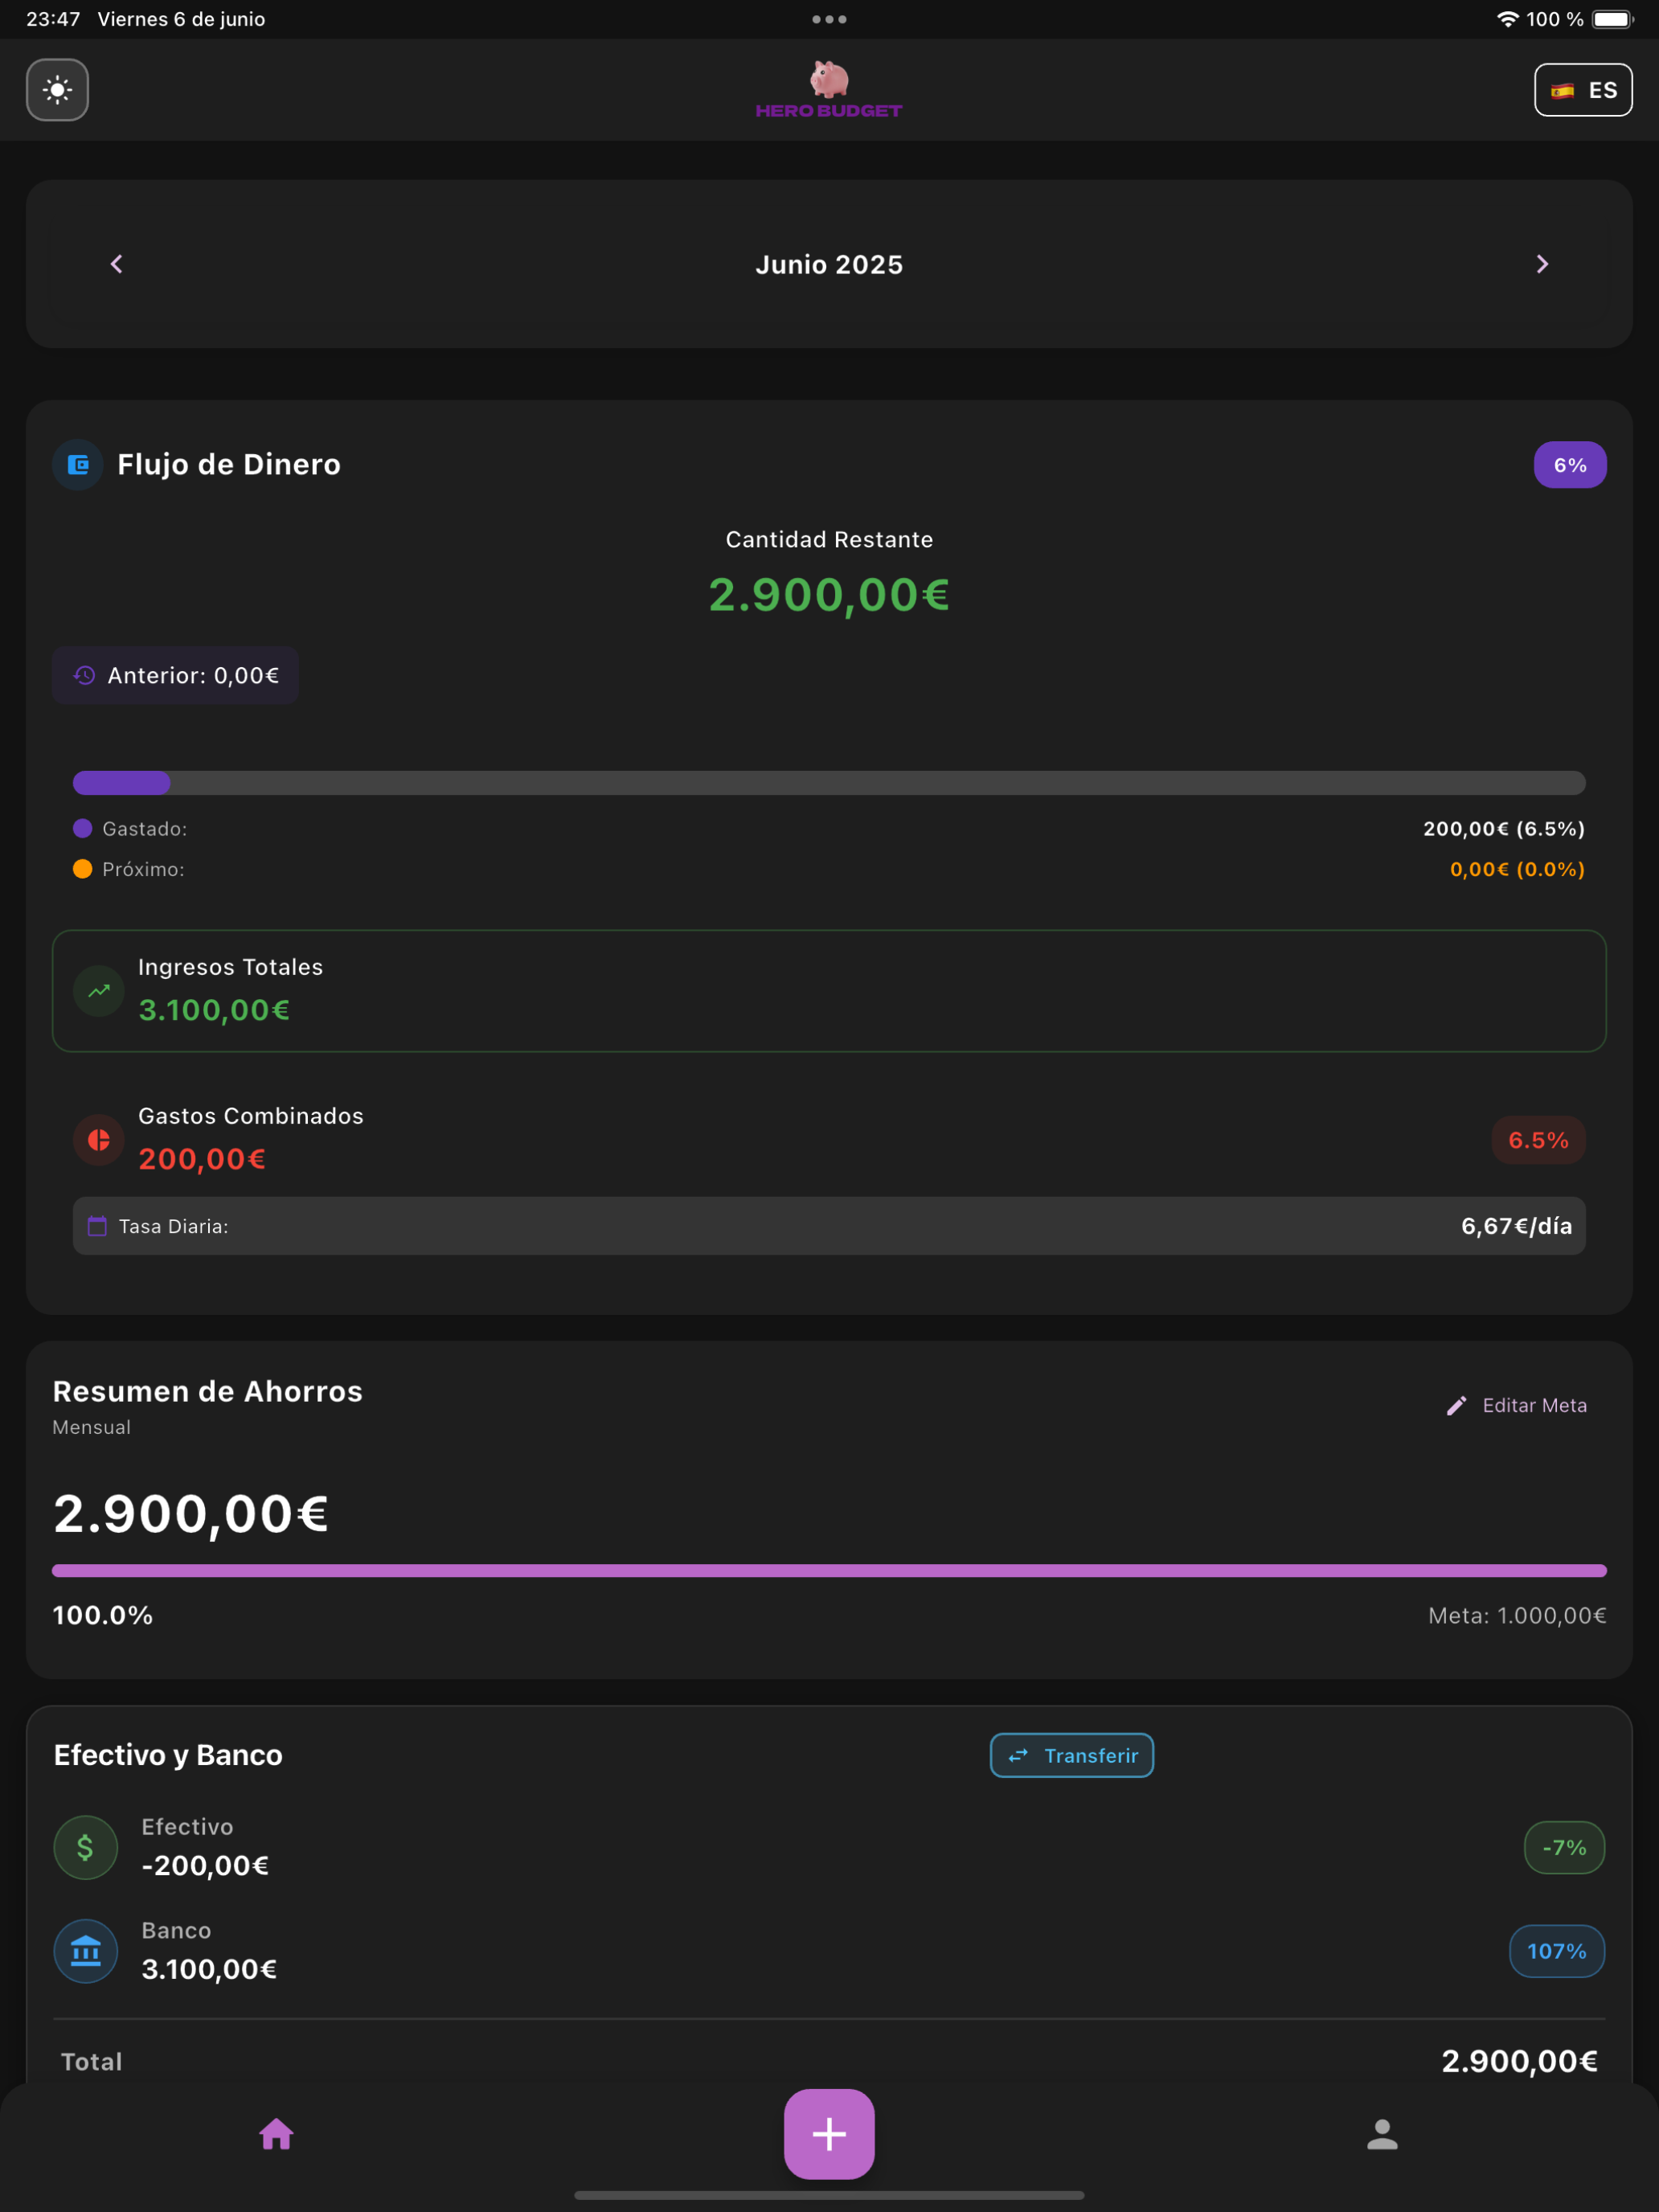 23:47 Viernes 6 de junio 100 %
HERO BUDGET
ES
Junio 2025
Flujo de Dinero
6%
Cantidad Restante
2.900,00€
Anterior: 0,00€
Gastado: 200,00€ (6.5%)
Próximo: 0,00€ (0.0%)
Ingresos Totales
3.100,00€
Gastos Combinados
200,00€
6.5%
Tasa Diaria: 6,67€/día
Resumen de Ahorros
Mensual
Editar Meta
2.900,00€
100.0% Meta: 1.000,00€
Efectivo y Banco Transferir
Efectivo
-200,00€
-7%
Banco
3.100,00€
107%
Total 2.900,00€